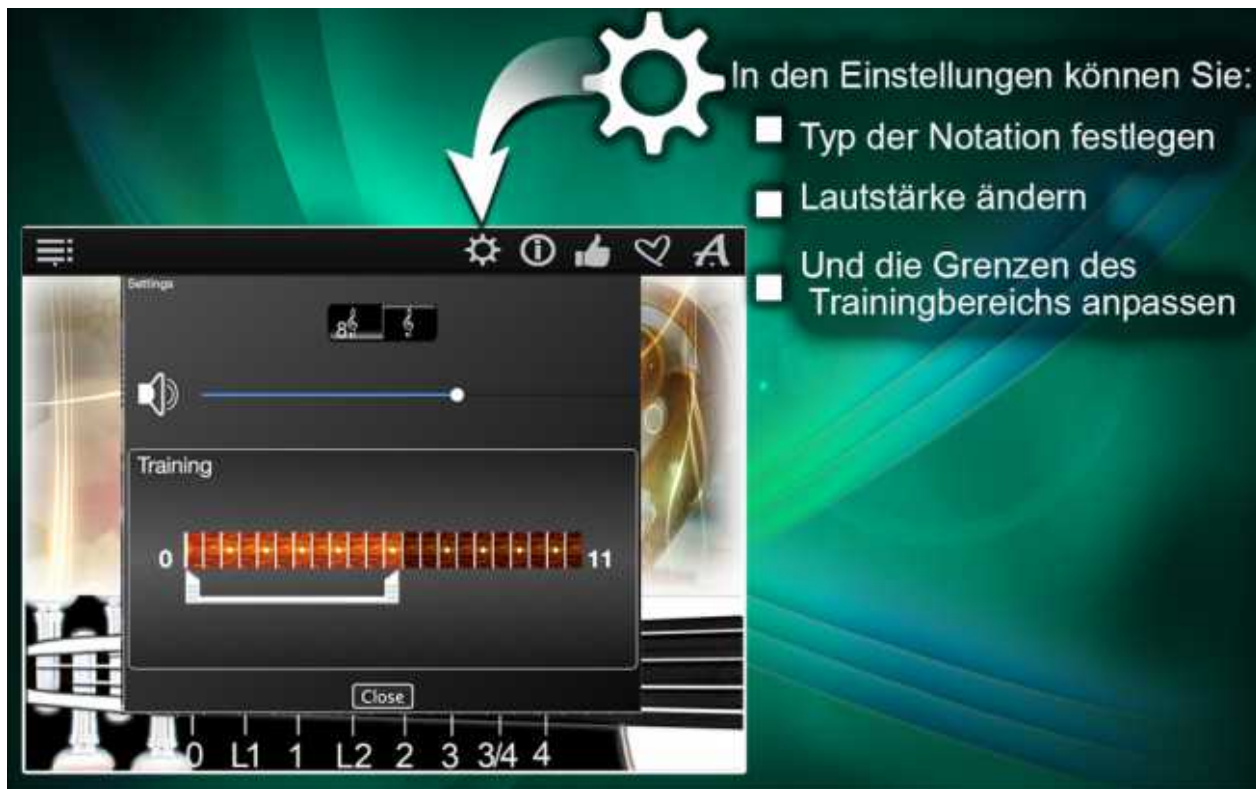 In den Einstellungen können Sie:
Typ der Notation festlegen
Lautstärke ändern
Und die Grenzen des
Trainingbereichs anpassen
Settings
8
Training
0
11
Close
0 L1 1 L2 2 3 3/4 4